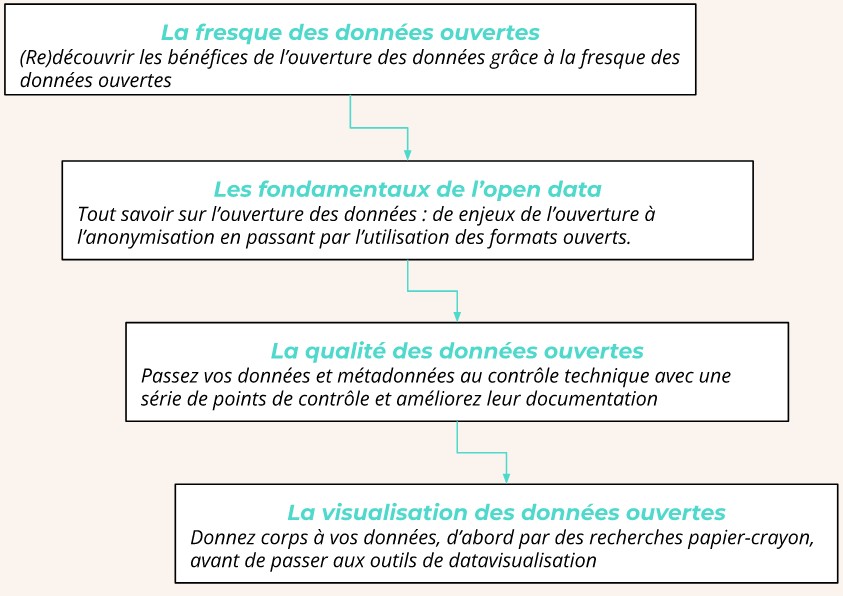 La fresque des données ouvertes
(Re)découvrir les bénéfices de l’ouverture des données grâce à la fresque des
données ouvertes
Les fondamentaux de l’open data
Tout savoir sur l’ouverture des données : de enjeux de l’ouverture à
l’anonymisation en passant par l’utilisation des formats ouverts.
La qualité des données ouvertes
Passez vos données et métadonnées au contrôle technique avec une
série de points de contrôle et améliorez leur documentation
La visualisation des données ouvertes
Donnez corps à vos données, d’abord par des recherches papier-crayon,
avant de passer aux outils de datavisualisation